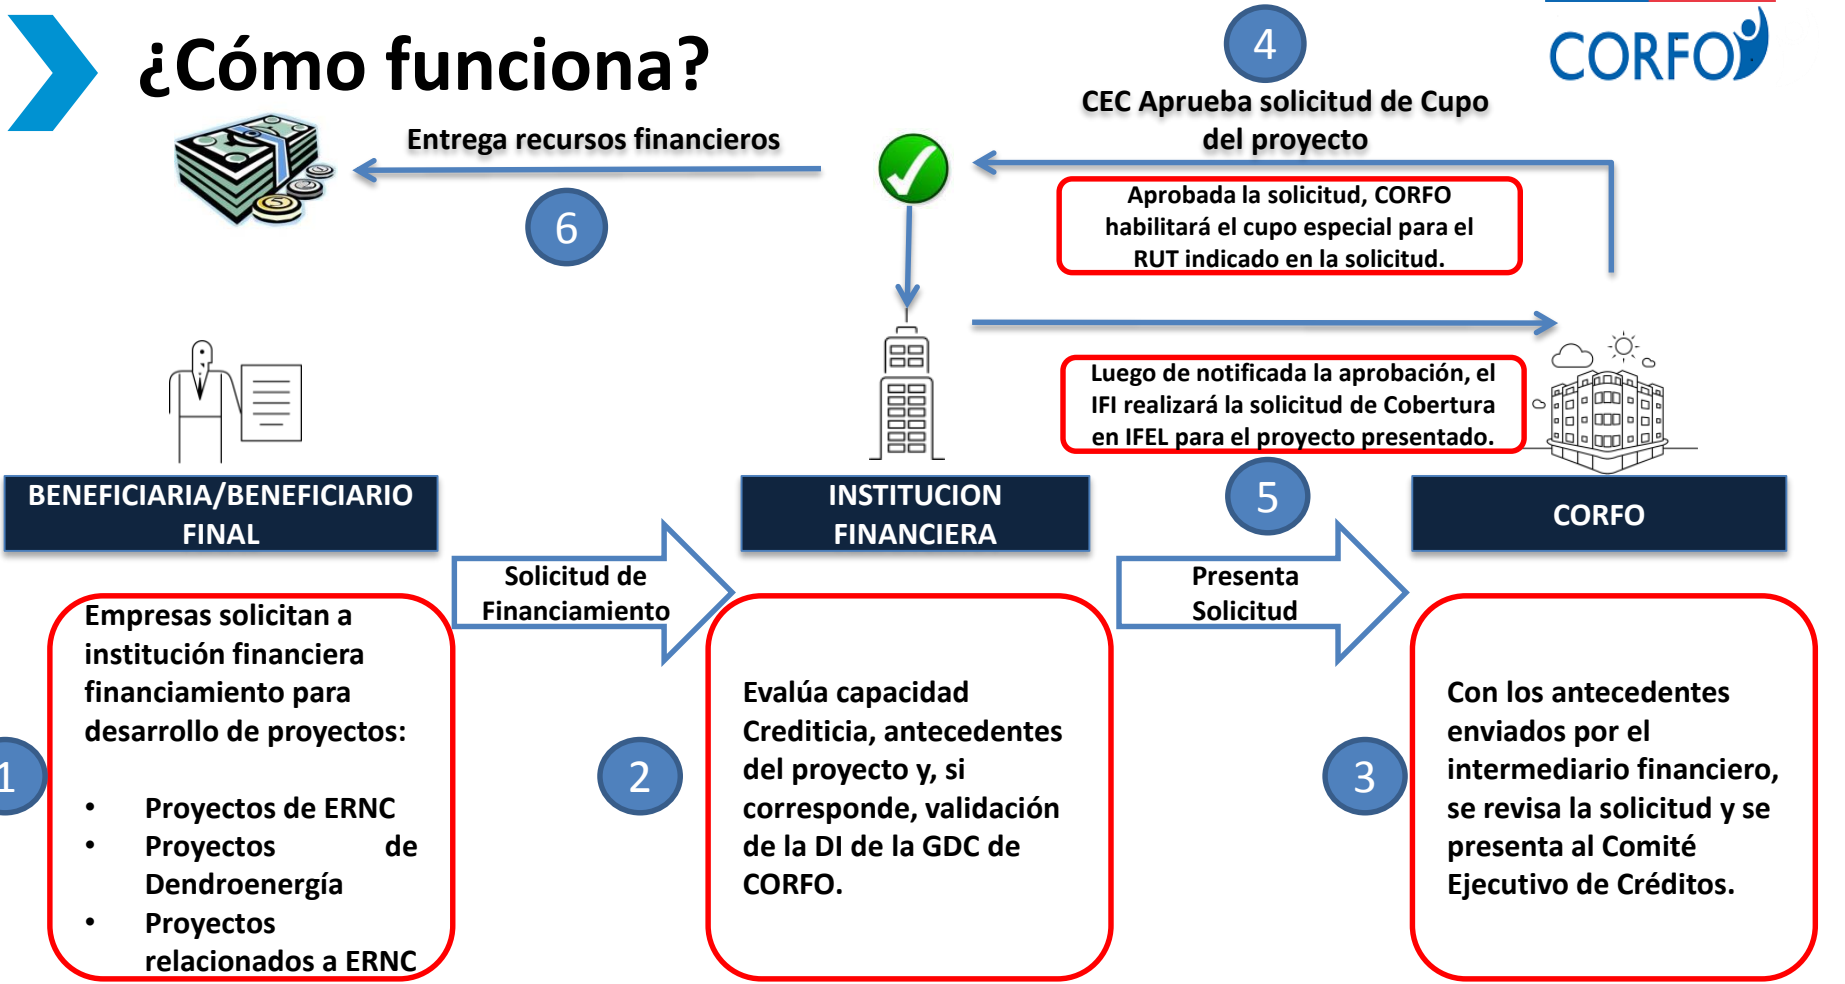 ¿Cómo funciona?
CORFO
4
CEC Aprueba solicitud de Cupo
del proyecto
Entrega recursos financieros
6
Aprobada la solicitud, CORFO
habilitará el cupo especial para el
RUT indicado en la solicitud.
Luego de notificada la aprobación, el
IFI realizará la solicitud de Cobertura
en IFEL para el proyecto presentado.
5
BENEFICIARIA/BENEFICIARIO
FINAL
INSTITUCION
FINANCIERA
CORFO
Solicitud de
Financiamiento
Presenta
Solicitud
1
Empresas solicitan a
institución financiera
financiamiento para
desarrollo de proyectos:
• Proyectos de ERNC
• Proyectos de
Dendroenergía
• Proyectos
relacionados a ERNC
2
Evalúa capacidad
Crediticia, antecedentes
del proyecto y, si
corresponde, validación
de la DI de la GDC de
CORFO.
3
Con los antecedentes
enviados por el
intermediario financiero,
se revisa la solicitud y se
presenta al Comité
Ejecutivo de Créditos.